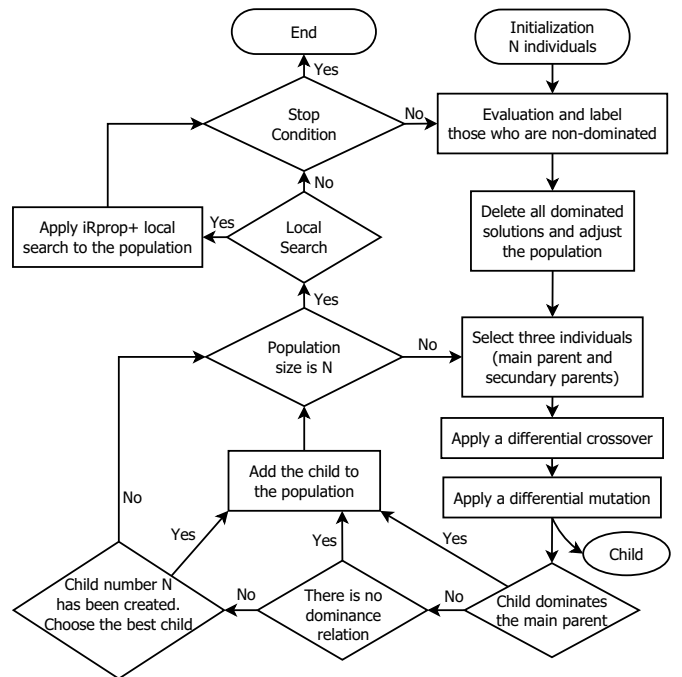 End
Initialization
N individuals
Yes
Stop
Condition
No
Evaluation and label
those who are non-dominated
No
Apply iRprop+ local
search to the population
Yes
Local
Search
Delete all dominated
solutions and adjust
the population
Yes
Population
size is N
No
Select three individuals
(main parent and
secundary parents)
Apply a differential crossover
Add the child to
the population
No
Apply a differential mutation
Yes
Yes
Yes
Child
Child number N
has been created.
Choose the best child
No
There is no
dominance
relation
No
Child dominates
the main parent